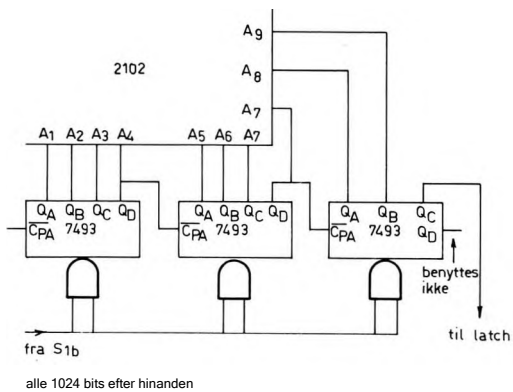 A9
2102
A8
A7
A1 A2 A3 A4 A5 A6 A7
QA QB QC QD
CPA 7493
QA QB QC QD
CPA 7493
QA QB QC
CPA 7493 QD
benyttes
ikke
fra S1b
til latch
alle 1024 bits efter hinanden